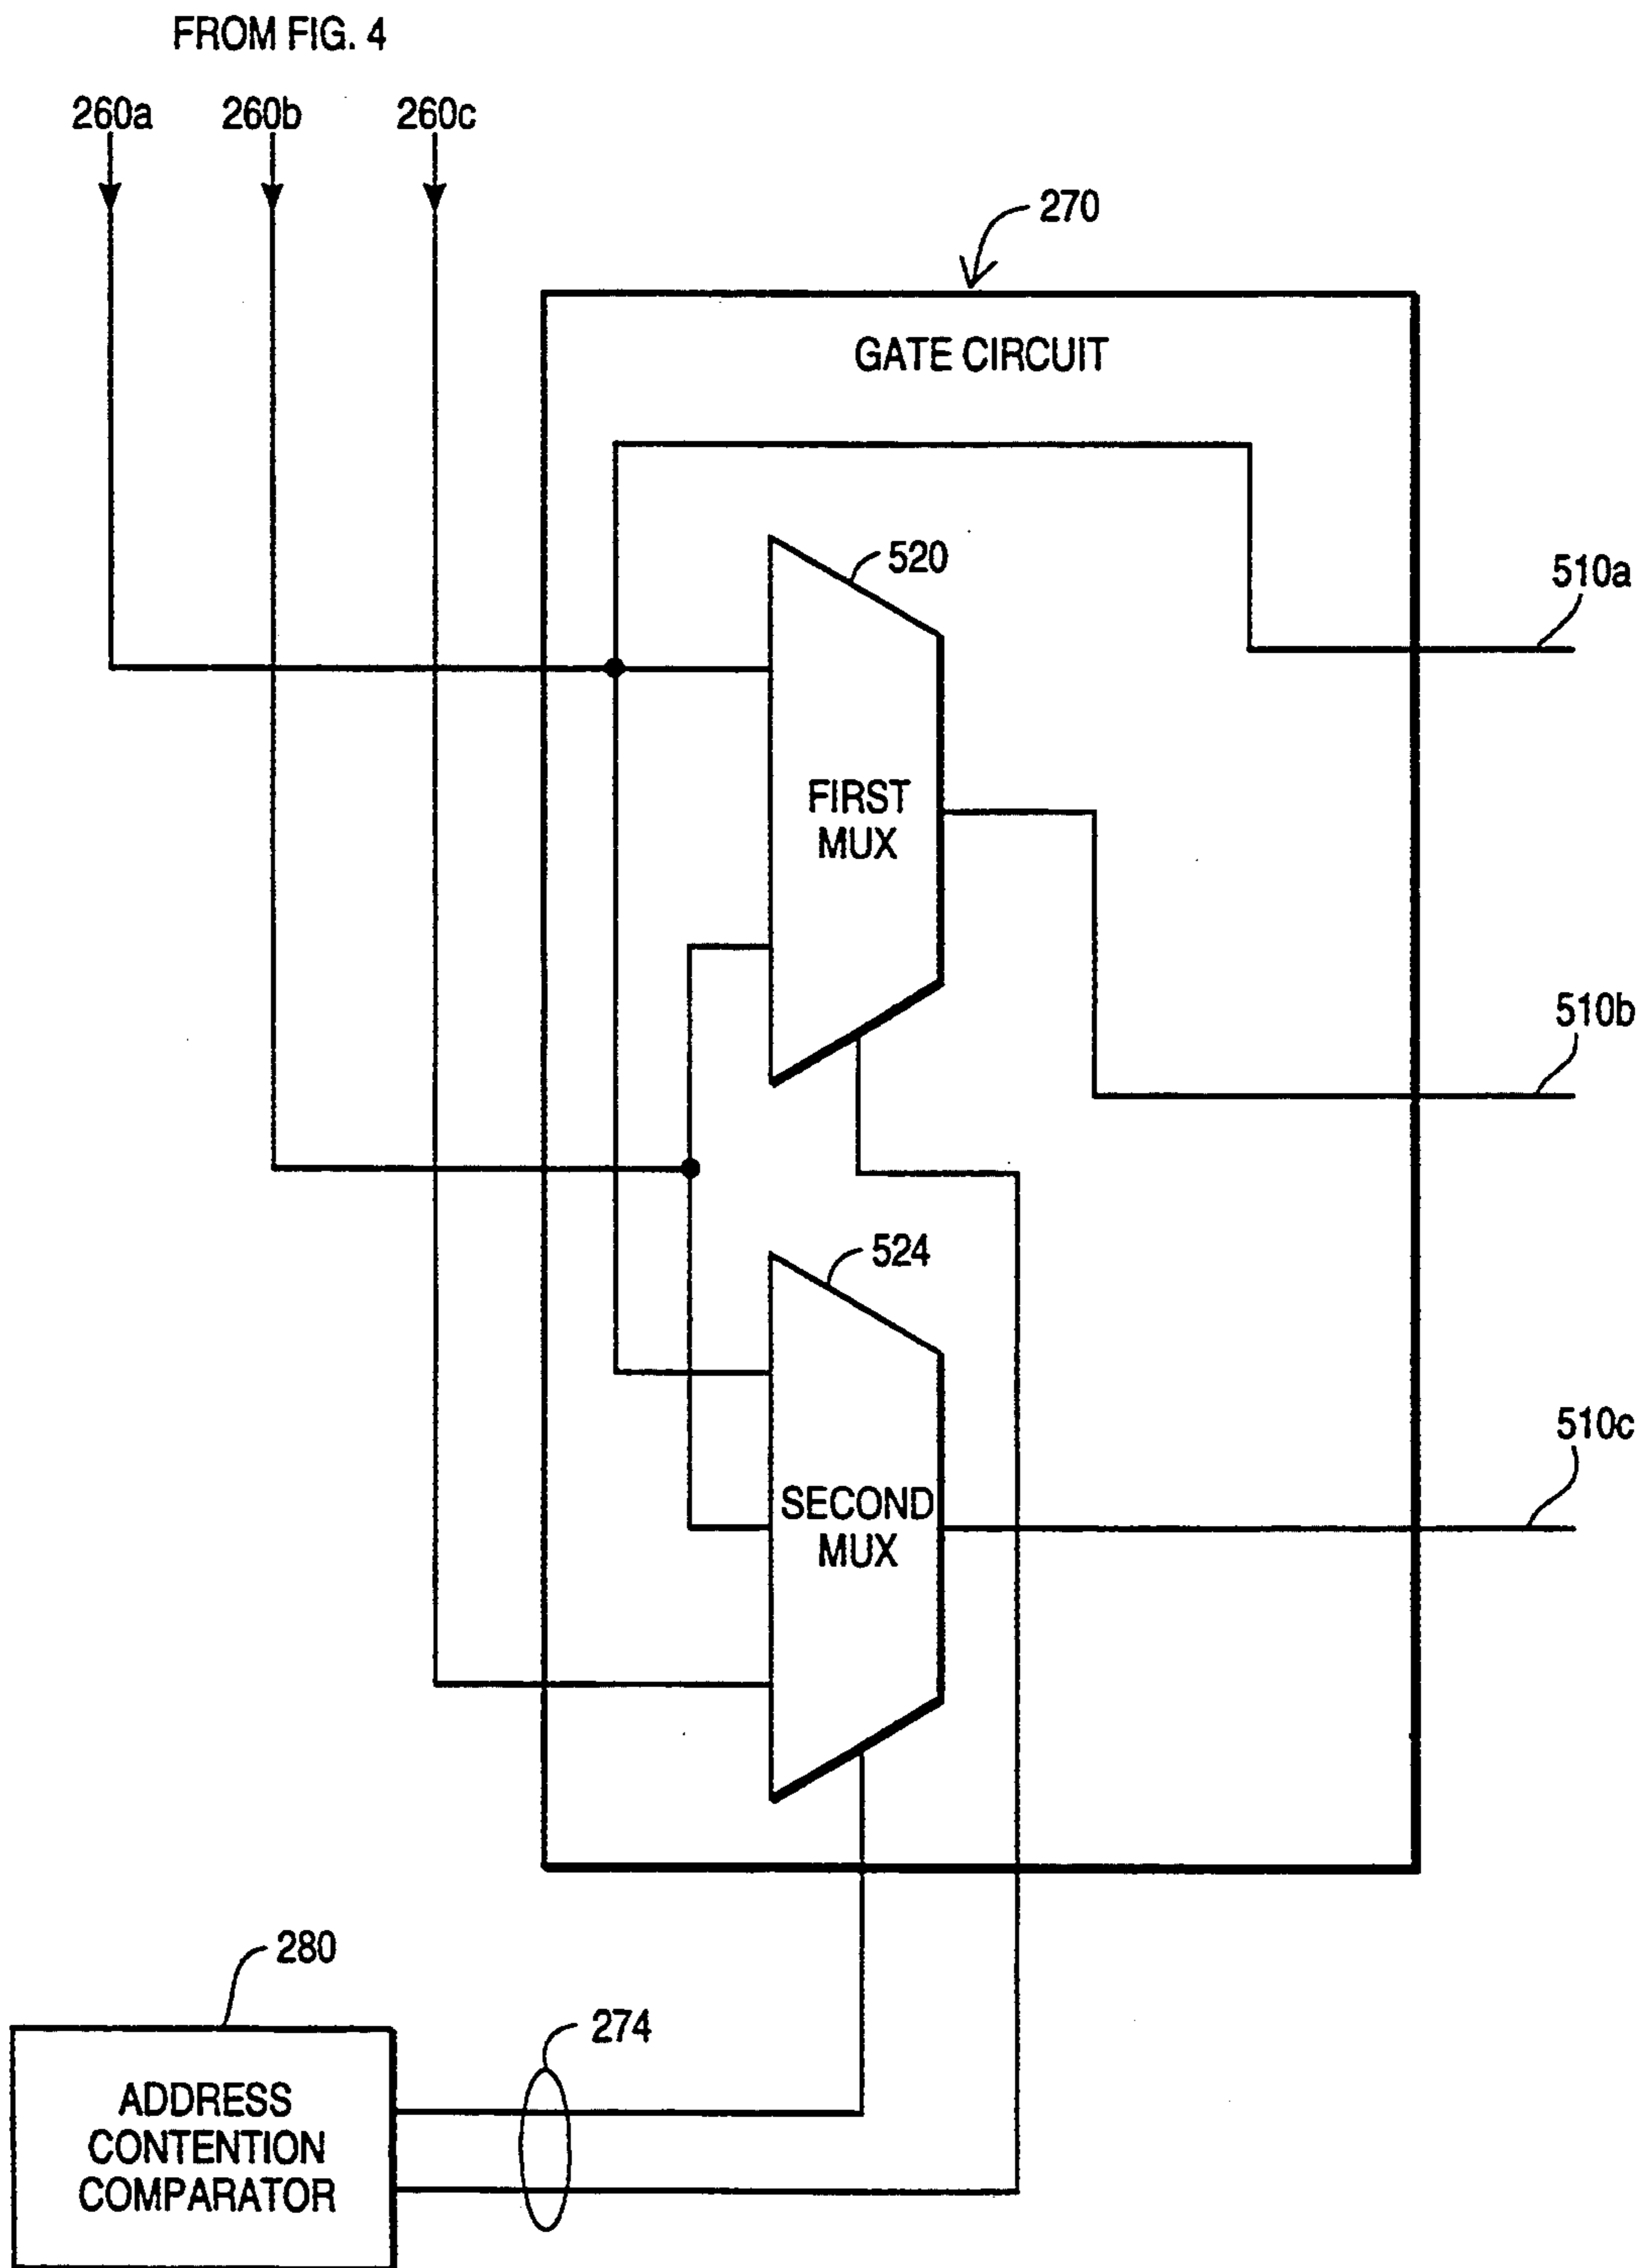 FROM FIG. 4
260a 260b 260c
270
GATE CIRCUIT
520
510a
FIRST
MUX
510b
524
510c
SECOND
MUX
280
274
ADDRESS
CONTENTION
COMPARATOR